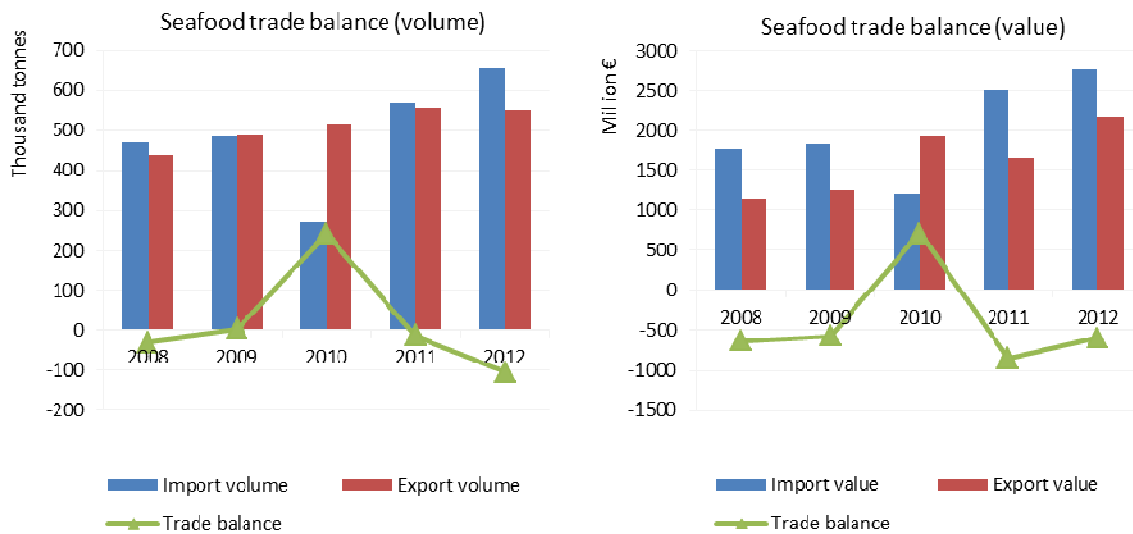 Seafood trade balance (volume)
Thousand tonnes
700
600
500
400
300
200
100
0
-100
-200
2008 2009 2010 2011 2012
Import volume Export volume
Trade balance
Seafood trade balance (value)
Million €
3000
2500
2000
1500
1000
500
0
-500
-1000
-1500
2008 2009 2010 2011 2012
Import value Export value
Trade balance